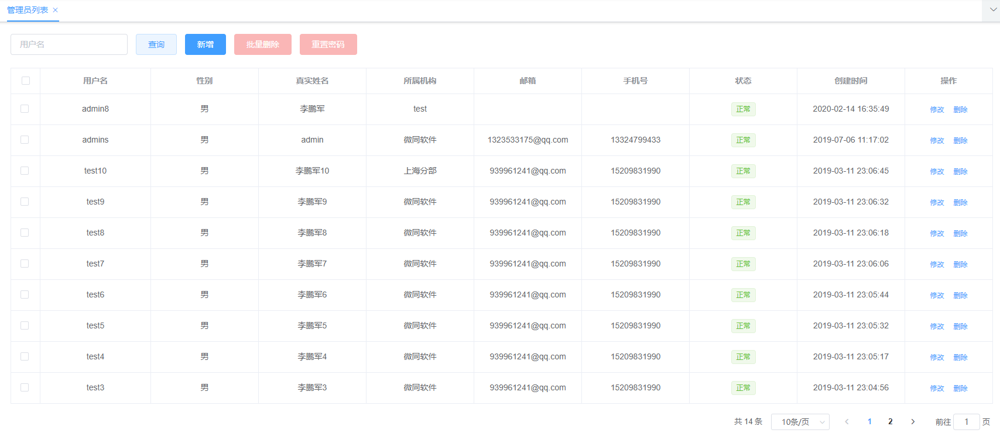 管理员列表
用户名 查询 新增 批量删除 重置密码
用户名 性别 真实姓名 所属机构 邮箱 手机号 状态 创建时间 操作
admin8 男 李鹏军 test 正常 2020-02-14 16:35:49 修改 删除
admins 男 admin 微同软件 1323533175@qq.com 13324799433 正常 2019-07-06 11:17:02 修改 删除
test10 男 李鹏军10 上海分部 939961241@qq.com 15209831990 正常 2019-03-11 23:06:45 修改 删除
test9 男 李鹏军9 微同软件 939961241@qq.com 15209831990 正常 2019-03-11 23:06:32 修改 删除
test8 男 李鹏军8 微同软件 939961241@qq.com 15209831990 正常 2019-03-11 23:06:18 修改 删除
test7 男 李鹏军7 微同软件 939961241@qq.com 15209831990 正常 2019-03-11 23:06:06 修改 删除
test6 男 李鹏军6 微同软件 939961241@qq.com 15209831990 正常 2019-03-11 23:05:44 修改 删除
test5 男 李鹏军5 微同软件 939961241@qq.com 15209831990 正常 2019-03-11 23:05:32 修改 删除
test4 男 李鹏军4 微同软件 939961241@qq.com 15209831990 正常 2019-03-11 23:05:17 修改 删除
test3 男 李鹏军3 微同软件 939961241@qq.com 15209831990 正常 2019-03-11 23:04:56 修改 删除
共 14 条 10条/页 1 2 前往 1 页